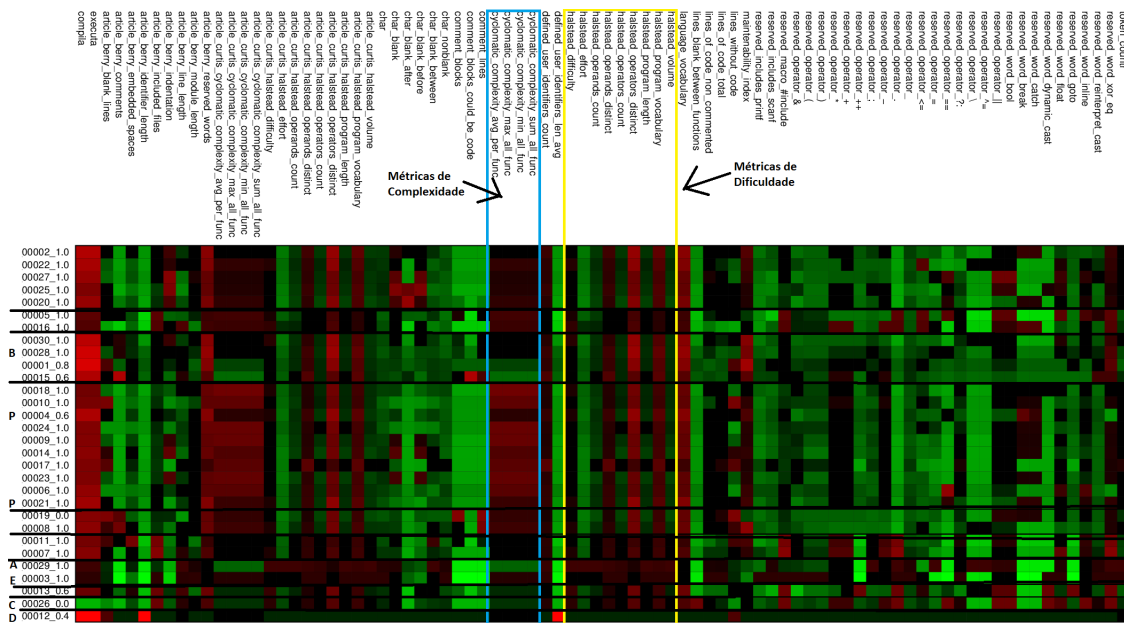 compila
executa
article_berry_blank_lines
article_berry_comments
article_berry_embedded_spaces
article_berry_identifier_length
article_berry_included_files
article_berry_indentation
article_berry_line_length
article_berry_module_length
article_berry_reserved_words
article_curtis_cyclomatic_complexity_avg_per_func
article_curtis_cyclomatic_complexity_max_all_func
article_curtis_cyclomatic_complexity_min_all_func
article_curtis_cyclomatic_complexity_sum_all_func
article_curtis_halstead_difficulty
article_curtis_halstead_effort
article_curtis_halstead_operands_count
article_curtis_halstead_operands_distinct
article_curtis_halstead_operators_count
article_curtis_halstead_operators_distinct
article_curtis_halstead_program_length
article_curtis_halstead_program_vocabulary
article_curtis_halstead_volume
char
char_blank
char_blank_after
char_blank_before
char_blank_between
char_nonblank
comment_blocks
comment_blocks_could_be_code
comment_lines
cyclomatic_complexity_avg_per_func
cyclomatic_complexity_max_all_func
cyclomatic_complexity_min_all_func
cyclomatic_complexity_sum_all_func
defined_user_identifiers_count
defined_user_identifiers_len_avg
halstead_difficulty
halstead_effort
halstead_operands_count
halstead_operands_distinct
halstead_operators_count
halstead_operators_distinct
halstead_program_length
halstead_program_vocabulary
halstead_volume
language_vocabulary
lines_blank_between_functions
lines_of_code_non_commented
lines_of_code_total
lines_without_code
maintenability_index
reserved_includes_printf
reserved_includes_scanf
reserved_macro_#include
reserved_operator_&
reserved_operator_(
reserved_operator_)
reserved_operator_*
reserved_operator_+
reserved_operator_++
reserved_operator_;
reserved_operator_-
reserved_operator_<=
reserved_operator_=
reserved_operator_==
reserved_operator_?:
reserved_operator_\
reserved_operator_^=
reserved_operator_||
reserved_word_bool
reserved_word_break
reserved_word_catch
reserved_word_dynamic_cast
reserved_word_float
reserved_word_goto
reserved_word_inline
reserved_word_reinterpret_cast
reserved_word_xor_eq
Métricas de
Complexidade
Métricas de
Dificuldade
00002_1.0
00022_1.0
00027_1.0
00025_1.0
00020_1.0
00005_1.0
00016_1.0
00030_1.0
B 00028_1.0
00001_0.8
00015_0.6
00018_1.0
00010_1.0
P 00004_0.6
00024_1.0
00009_1.0
00014_1.0
00017_1.0
00023_1.0
00006_1.0
P 00021_1.0
00019_0.0
00008_1.0
00011_1.0
00007_1.0
A 00029_1.0
E 00003_1.0
00013_0.6
C 00026_0.0
D 00012_0.4